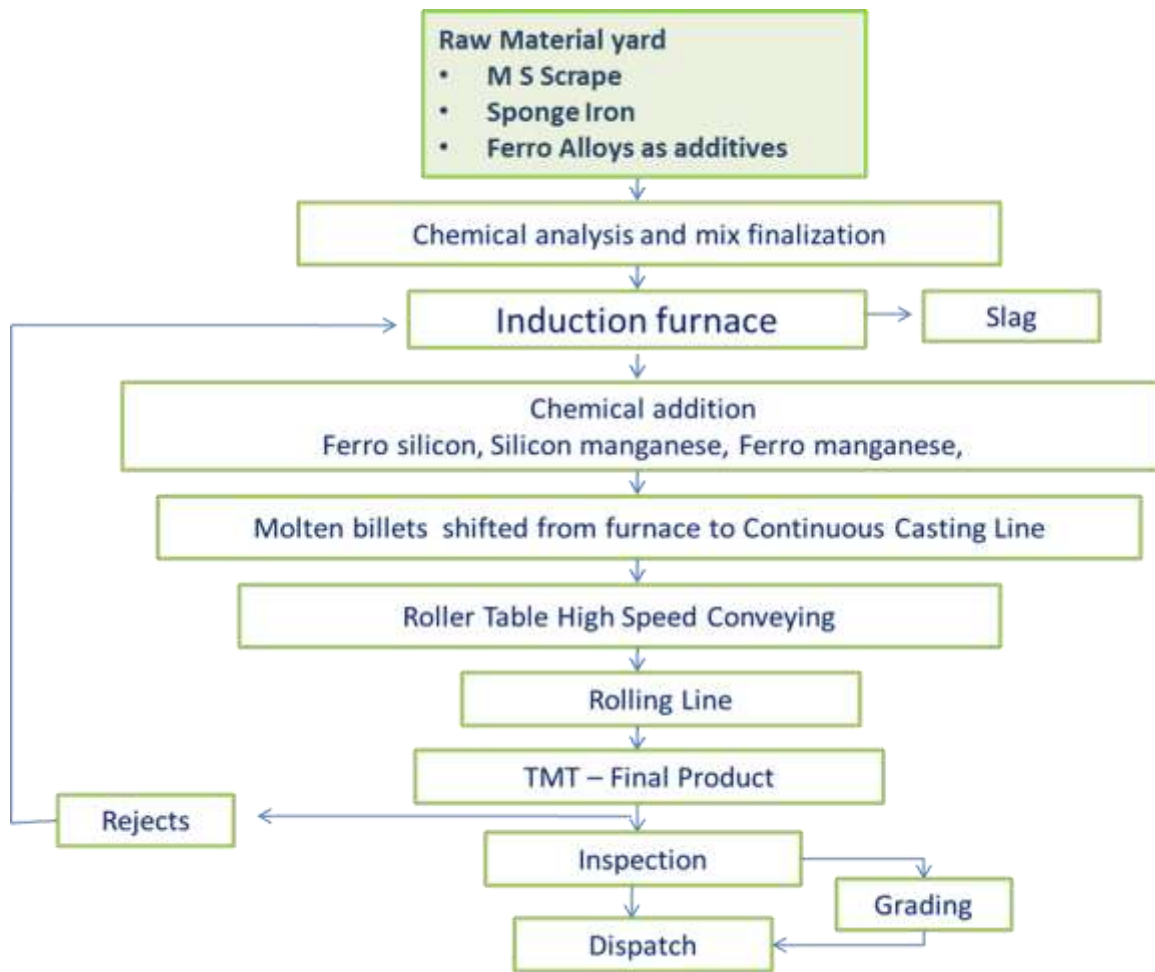 Raw Material yard
• M S Scrape
• Sponge Iron
• Ferro Alloys as additives
Chemical analysis and mix finalization
Induction furnace
Slag
Chemical addition
Ferro silicon, Silicon manganese, Ferro manganese,
Molten billets shifted from furnace to Continuous Casting Line
Roller Table High Speed Conveying
Rolling Line
TMT – Final Product
Rejects
Inspection
Grading
Dispatch